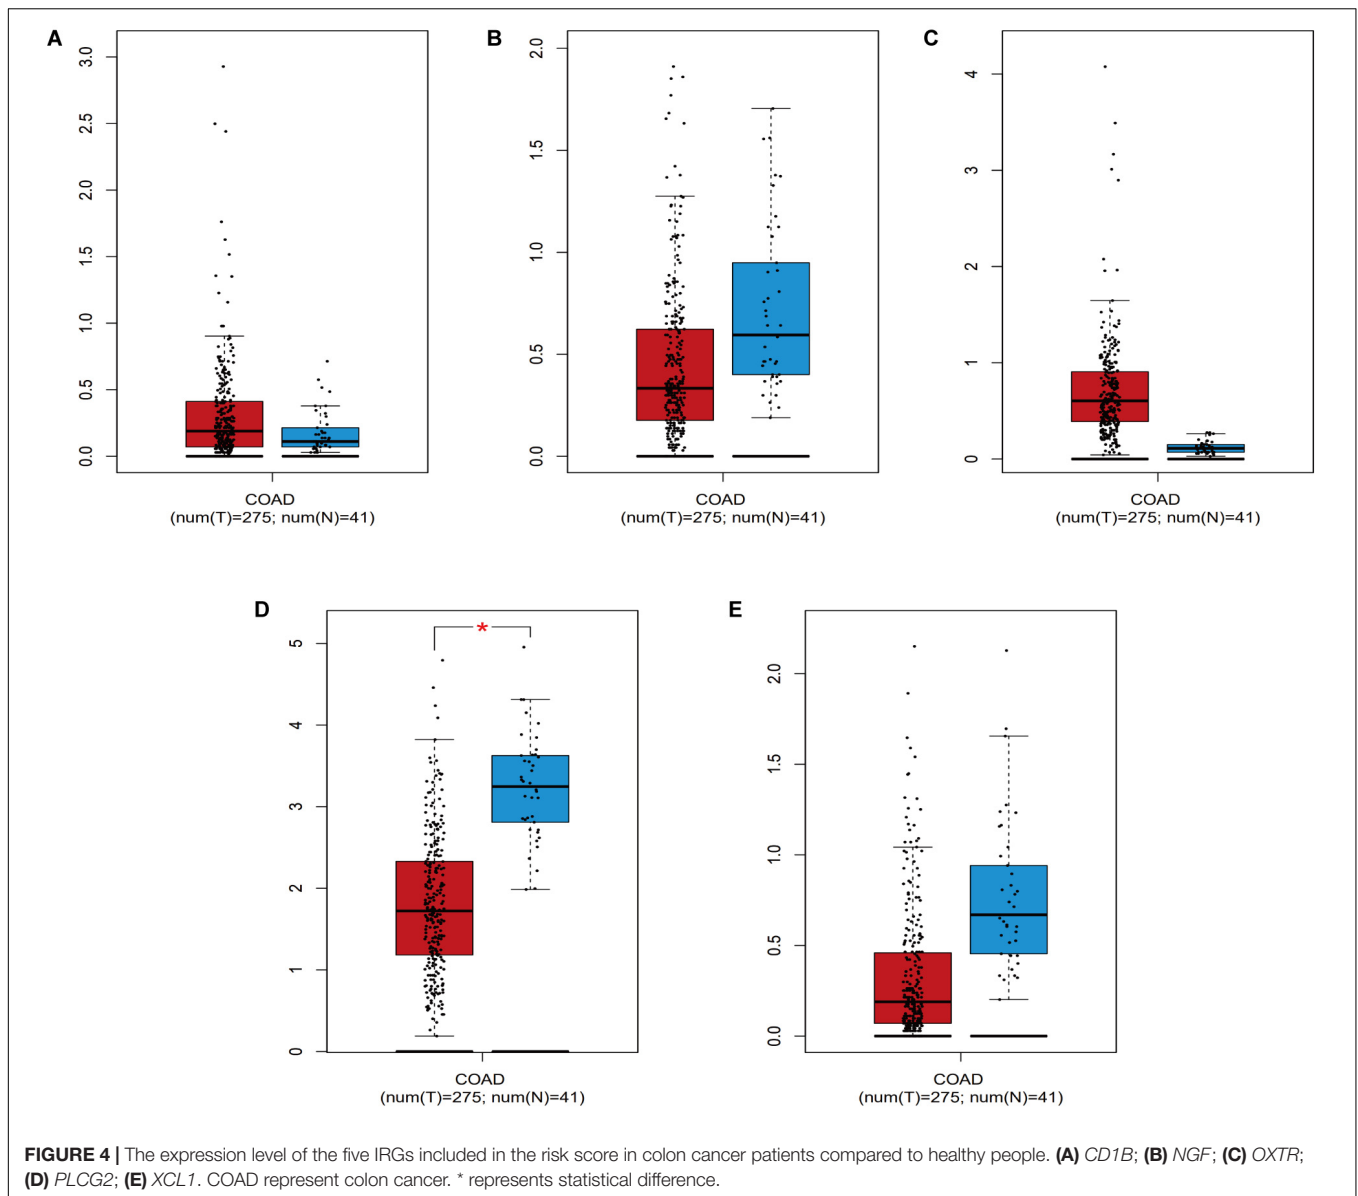 A
3.0
2.5
2.0
1.5
1.0
0.5
0.0
COAD
(num(T)=275; num(N)=41)
B
2.0
1.5
1.0
0.5
0.0
COAD
(num(T)=275; num(N)=41)
C
4
3
2
1
0
COAD
(num(T)=275; num(N)=41)
D
5
4
3
2
1
0
*
COAD
(num(T)=275; num(N)=41)
E
2.0
1.5
1.0
0.5
0.0
COAD
(num(T)=275; num(N)=41)
FIGURE 4 | The expression level of the five IRGs included in the risk score in colon cancer patients compared to healthy people. (A) CD1B; (B) NGF; (C) OXTR;
(D) PLCG2; (E) XCL1. COAD represent colon cancer. * represents statistical difference.